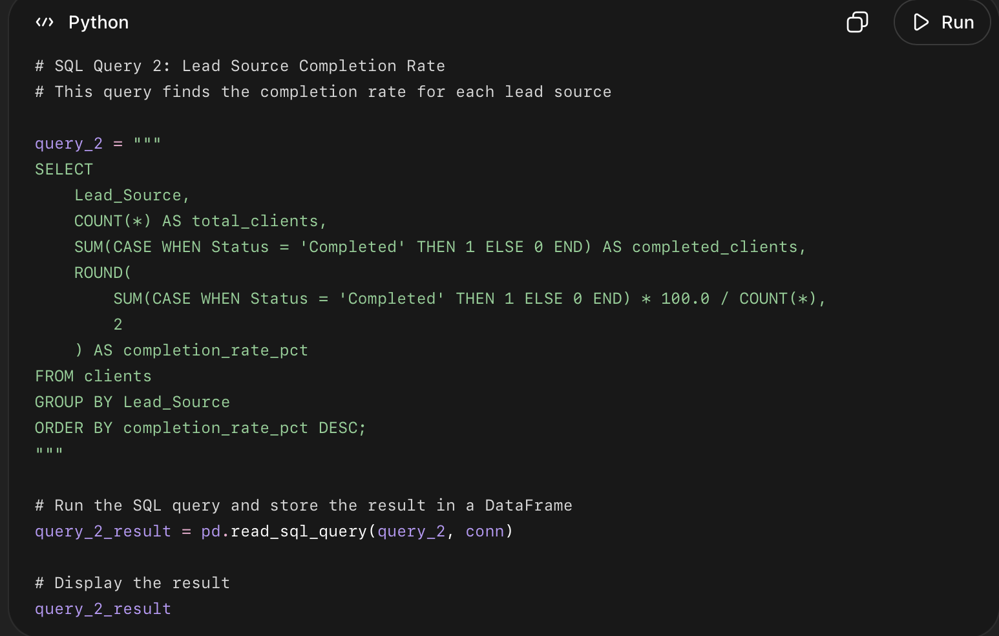 Python
Run
# SQL Query 2: Lead Source Completion Rate
# This query finds the completion rate for each lead source
query_2 = """
SELECT
    Lead_Source,
    COUNT(*) AS total_clients,
    SUM(CASE WHEN Status = 'Completed' THEN 1 ELSE 0 END) AS completed_clients,
    ROUND(
        SUM(CASE WHEN Status = 'Completed' THEN 1 ELSE 0 END) * 100.0 / COUNT(*),
        2
    ) AS completion_rate_pct
FROM clients
GROUP BY Lead_Source
ORDER BY completion_rate_pct DESC;
"""
# Run the SQL query and store the result in a DataFrame
query_2_result = pd.read_sql_query(query_2, conn)
# Display the result
query_2_result